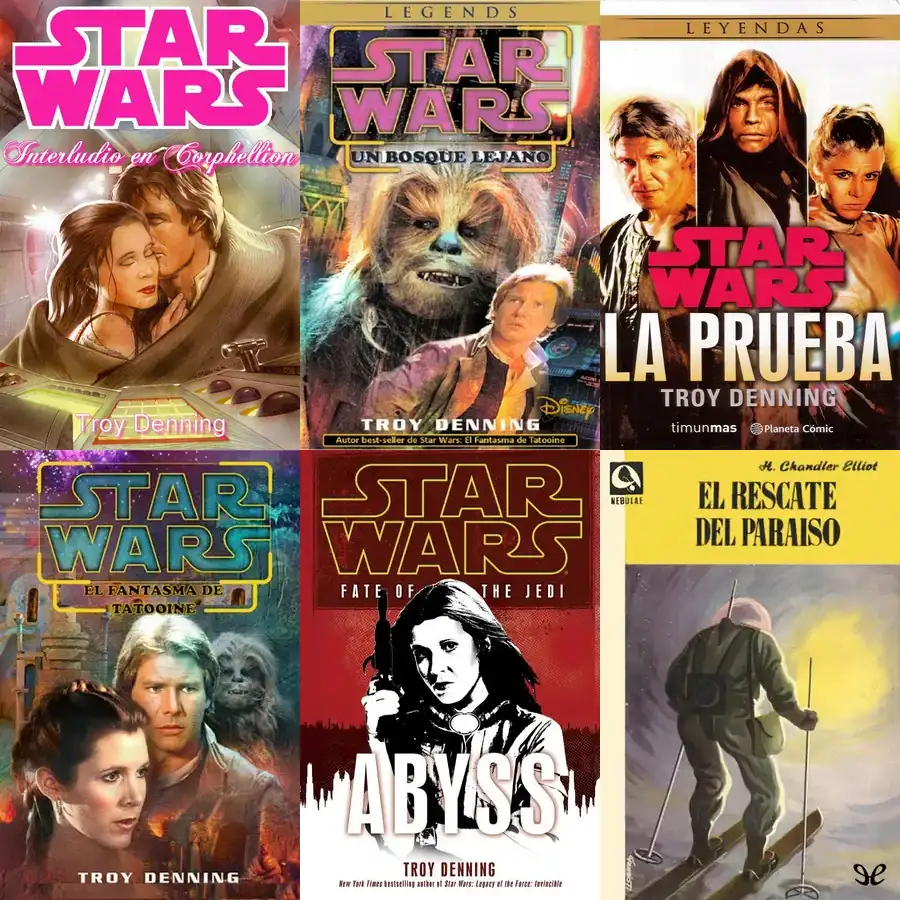 STAR
WARS
Interludio en Corphellion
Troy Denning
LEGENDS
STAR
WARS
UN BOSQUE LEJANO
Disney
TROY DENNING
Autor best-seller de Star Wars: El Fantasma de Tatooine
LEYENDAS
STAR
WARS
LA PRUEBA
TROY DENNING
timunmas
Planeta Cómic
STAR
WARS
EL FANTASMA DE
TATOOINE
TROY DENNING
STAR
WARS
FATE OF THE JEDI
ABYSS
TROY DENNING
New York Times bestselling author of Star Wars: Legacy of the Force: Invincible
NEBULAE
H. Chandler Elliot
EL RESCATE
DEL PARAISO